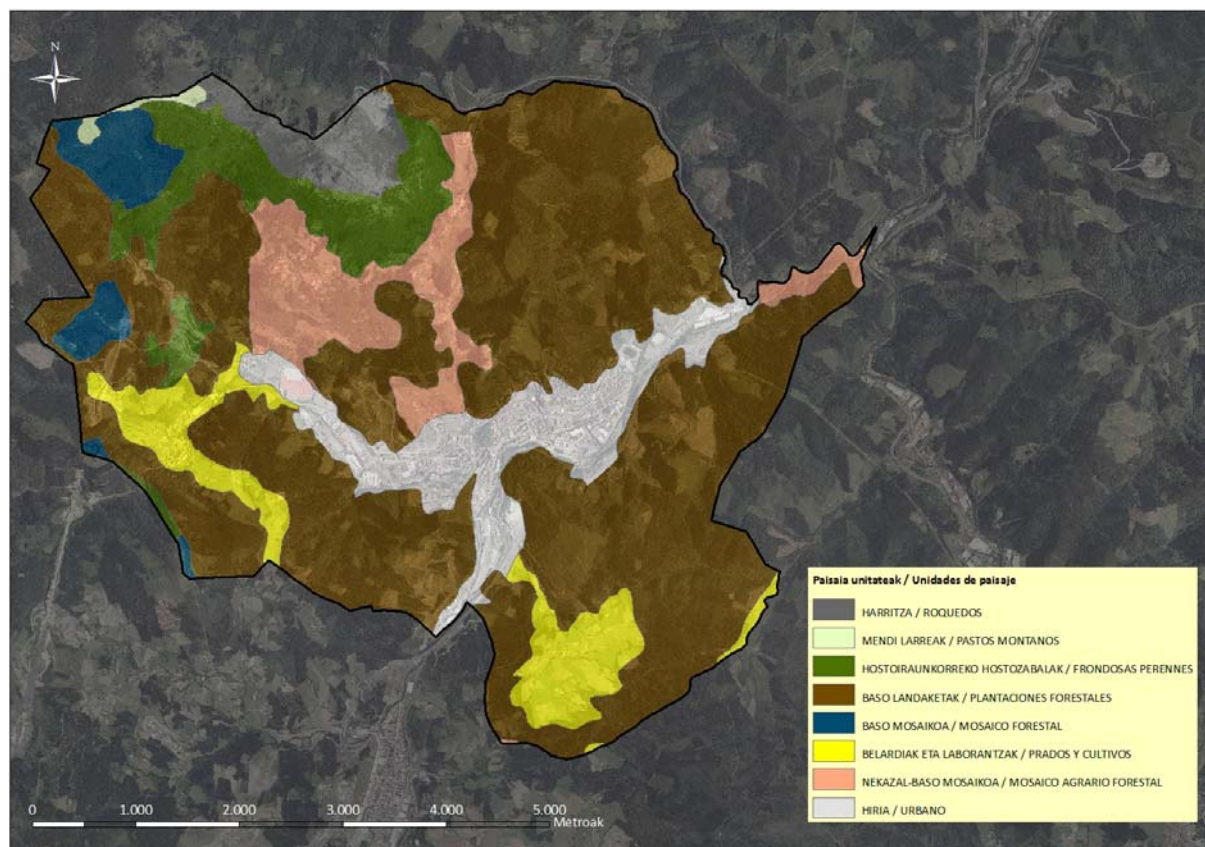 N
Paisaia unitateak / Unidades de paisaje
HARRITZA / ROQUEDOS
MENDI LARREAK / PASTOS MONTANOS
HOSTOIRAUNKORREKO HOSTOZABALAK / FRONDOSAS PERENNES
BASO LANDAKETAK / PLANTACIONES FORESTALES
BASO MOSAIKOA / MOSAICO FORESTAL
BELARDIAK ETA LABORANTZAK / PRADOS Y CULTIVOS
NEKAZAL-BASO MOSAIKOA / MOSAICO AGRARIO FORESTAL
HIRIA / URBANO
0 1.000 2.000 3.000 4.000 5.000
Metroak